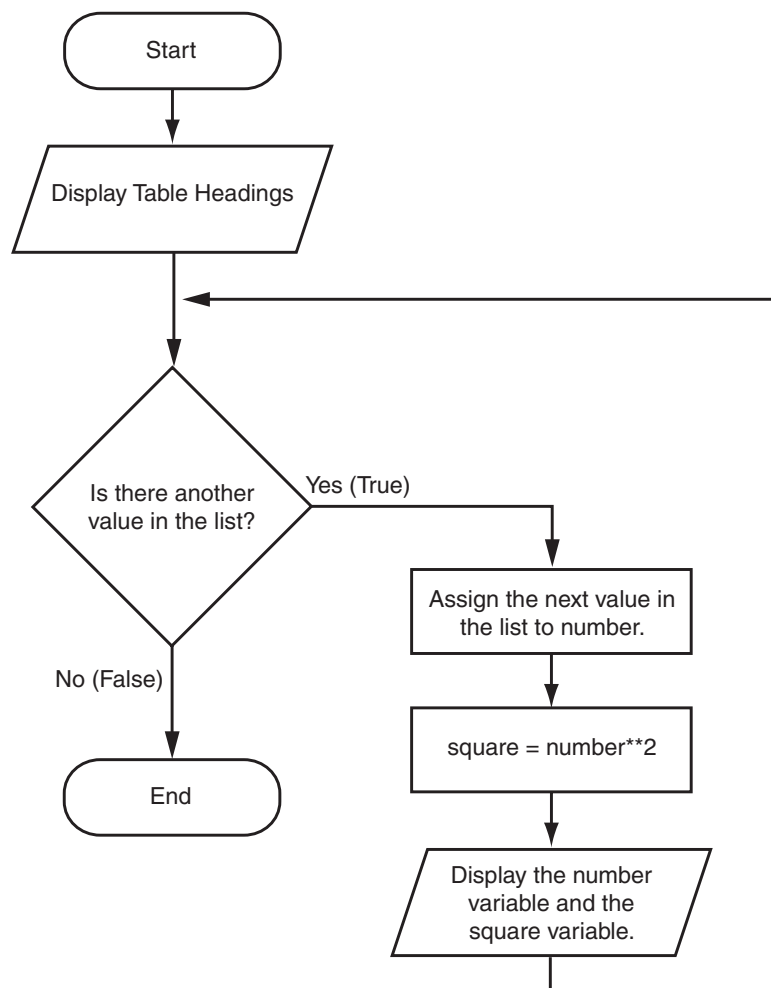 Start
Display Table Headings
Is there another
value in the list?
Yes (True)
Assign the next value in
the list to number.
No (False)
square = number**2
End
Display the number
variable and the
square variable.